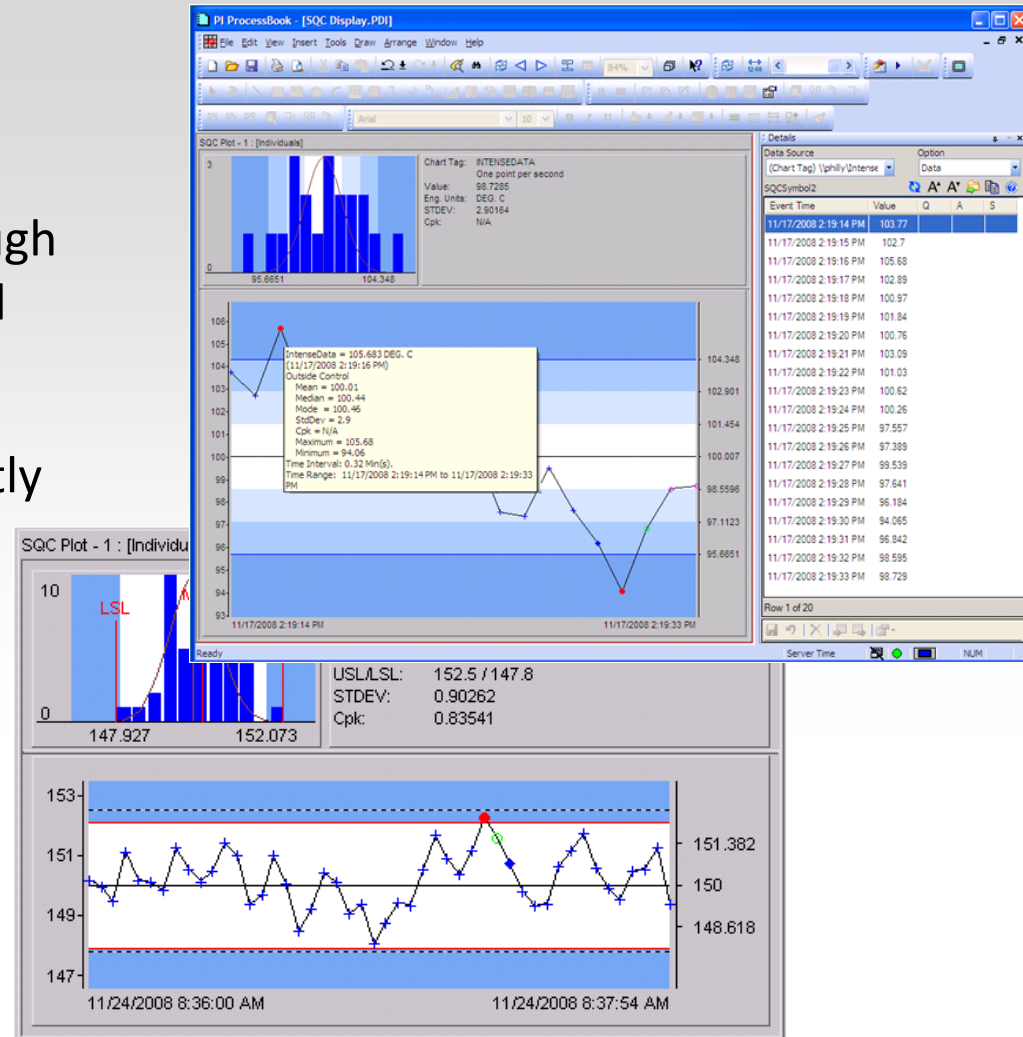 ugh
tly
PI ProcessBook - [SQC Display.PDI]
File Edit View Insert Tools Draw Arrange Window Help
84%
Arial
10
SQC Plot - 1 : [Individuals]
3
0
95.6651 104.348
Chart Tag: INTENSEDATA
One point per second
Value: 98.7285
Eng. Units: DEG. C
STDEV: 2.90164
Cpk: N/A
106
105
104
103
102
101
100
99
98
97
96
95
94
93
104.348
102.901
101.454
100.007
98.5596
97.1123
95.6651
IntenseData = 105.683 DEG. C
(11/17/2008 2:19:16 PM)
Outside Control
Mean = 100.01
Median = 100.44
Mode = 100.46
StdDev = 2.9
Cpk = N/A
Maximum = 105.68
Minimum = 94.06
Time Interval: 0.32 Min(s).
Time Range: 11/17/2008 2:19:14 PM to 11/17/2008 2:19:33
PM
11/17/2008 2:19:14 PM 11/17/2008 2:19:33 PM
Details
Data Source Option
(Chart Tag) \\philly\Intense Data
SQCSymbol2
Event Time Value Q A S
11/17/2008 2:19:14 PM 103.77
11/17/2008 2:19:15 PM 102.7
11/17/2008 2:19:16 PM 105.68
11/17/2008 2:19:17 PM 102.89
11/17/2008 2:19:18 PM 100.97
11/17/2008 2:19:19 PM 101.84
11/17/2008 2:19:20 PM 100.76
11/17/2008 2:19:21 PM 103.09
11/17/2008 2:19:22 PM 101.03
11/17/2008 2:19:23 PM 100.62
11/17/2008 2:19:24 PM 100.26
11/17/2008 2:19:25 PM 97.557
11/17/2008 2:19:26 PM 97.389
11/17/2008 2:19:27 PM 99.539
11/17/2008 2:19:28 PM 97.641
11/17/2008 2:19:29 PM 96.184
11/17/2008 2:19:30 PM 94.065
11/17/2008 2:19:31 PM 96.842
11/17/2008 2:19:32 PM 98.595
11/17/2008 2:19:33 PM 98.729
Row 1 of 20
Ready
Server Time NUM
SQC Plot - 1 : [Individu
10
0
LSL
147.927 152.073
USL/LSL: 152.5 / 147.8
STDEV: 0.90262
Cpk: 0.83541
153
151
149
147
151.382
150
148.618
11/24/2008 8:36:00 AM 11/24/2008 8:37:54 AM